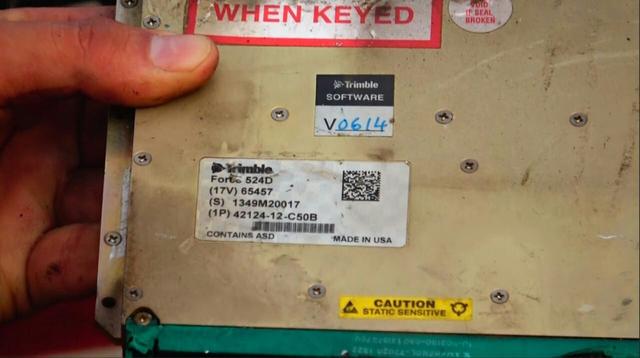 WHEN KEYED
VOID
IF SEAL
BROKEN
Trimble
SOFTWARE
V0614
Trimble
Force 524D
(17V) 65457
(S) 1349M20017
(1P) 42124-12-C50B
CONTAINS ASD
MADE IN USA
CAUTION
STATIC SENSITIVE